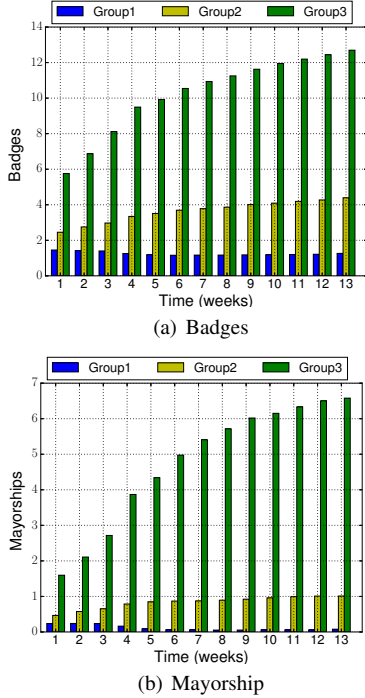 Group1 Group2 Group3
14
12
10
8
6
4
2
0
Badges
1 2 3 4 5 6 7 8 9 10 11 12 13
Time (weeks)
(a) Badges
Group1 Group2 Group3
7
6
5
4
3
2
1
0
Mayorships
1 2 3 4 5 6 7 8 9 10 11 12 13
Time (weeks)
(b) Mayorship